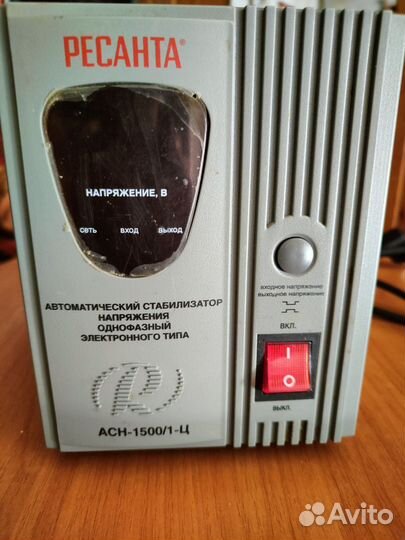 РЕСАНТА®
НАПРЯЖЕНИЕ, В
СЕТЬ ВХОД ВЫХОД
входное напряжение
выходное напряжение
АВТОМАТИЧЕСКИЙ СТАБИЛИЗАТОР
НАПРЯЖЕНИЯ
ОДНОФАЗНЫЙ
ЭЛЕКТРОННОГО ТИПА
ВКЛ.
I
O
ВЫКЛ.
АСН-1500/1-Ц
Avito